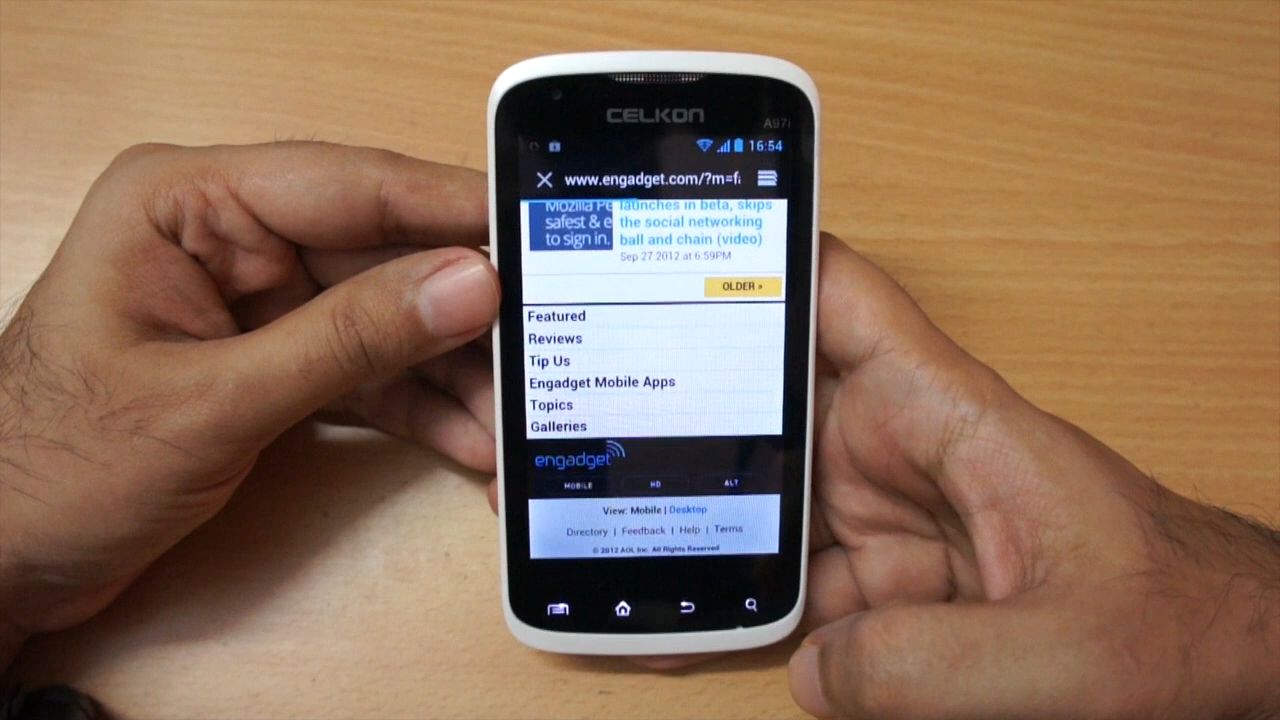 CELKON
A97i
16:54
www.engadget.com/?m=f
Mozilla Pe
safest & e
to sign in.
launches in beta, skips
the social networking
ball and chain (video)
Sep 27 2012 at 6:59PM
OLDER »
Featured
Reviews
Tip Us
Engadget Mobile Apps
Topics
Galleries
engadget
MOBILE HD ALT
View: Mobile | Desktop
Directory | Feedback | Help | Terms
© 2012 AOL Inc. All Rights Reserved